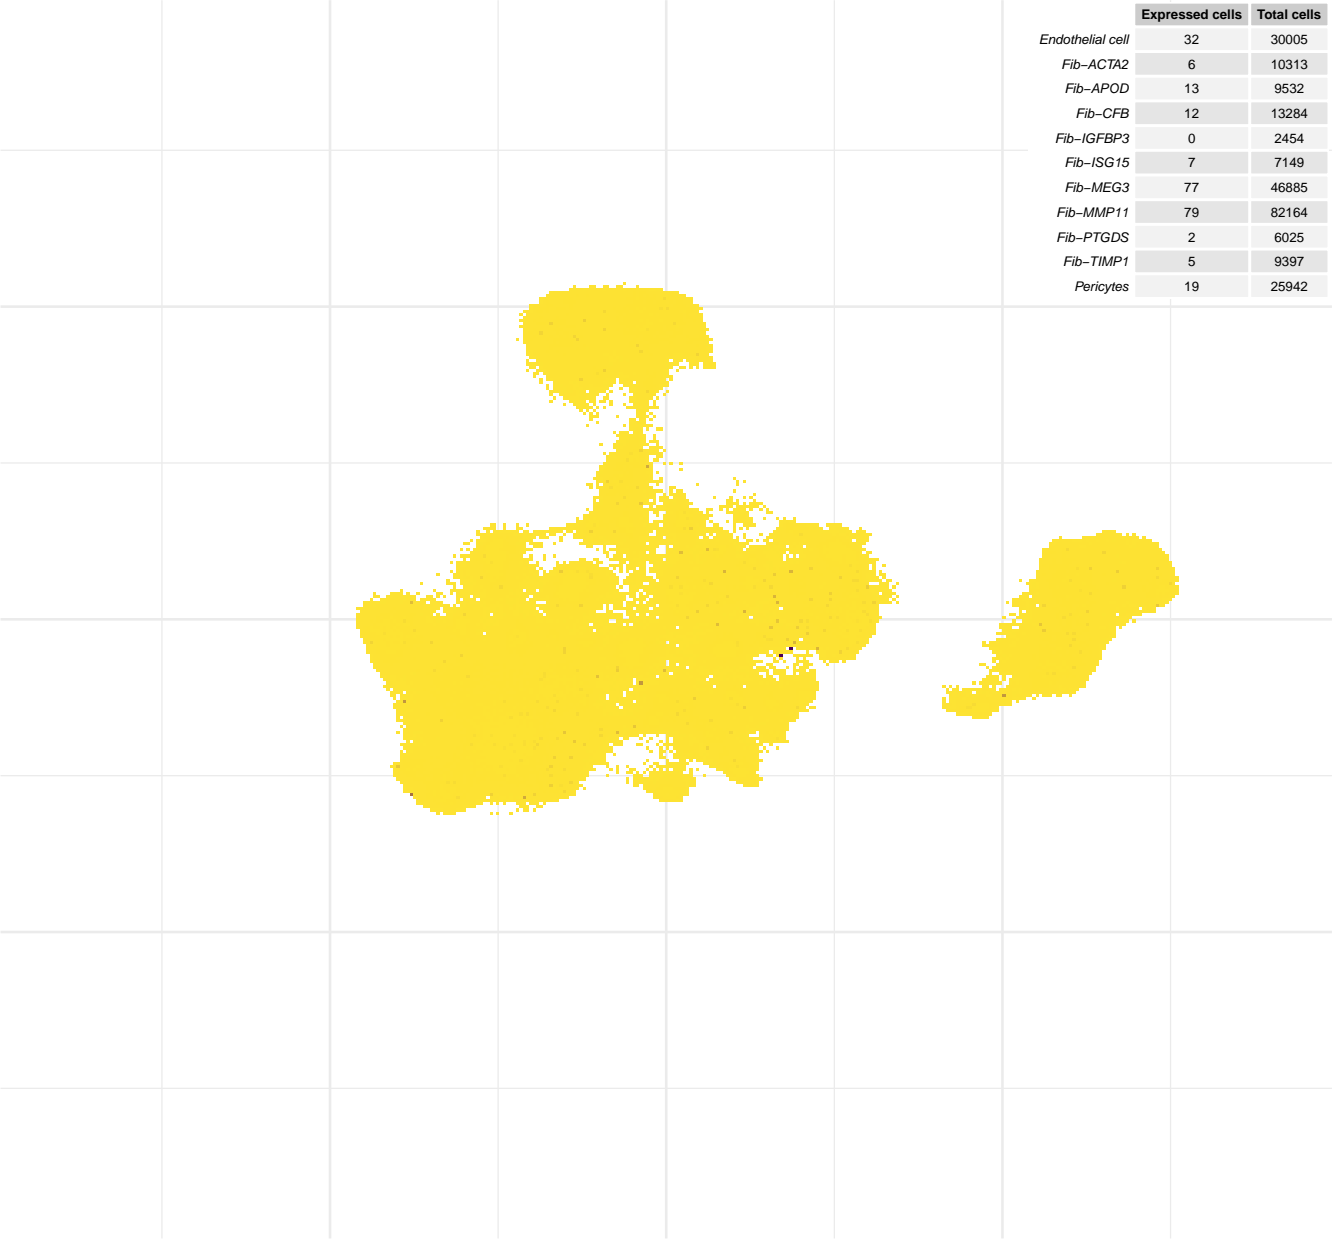 Expressed cells Total cells
Endothelial cell 32 30005
Fib−ACTA2 6 10313
Fib−APOD 13 9532
Fib−CFB 12 13284
Fib−IGFBP3 0 2454
Fib−ISG15 7 7149
Fib−MEG3 77 46885
Fib−MMP11 79 82164
Fib−PTGDS 2 6025
Fib−TIMP1 5 9397
Pericytes 19 25942